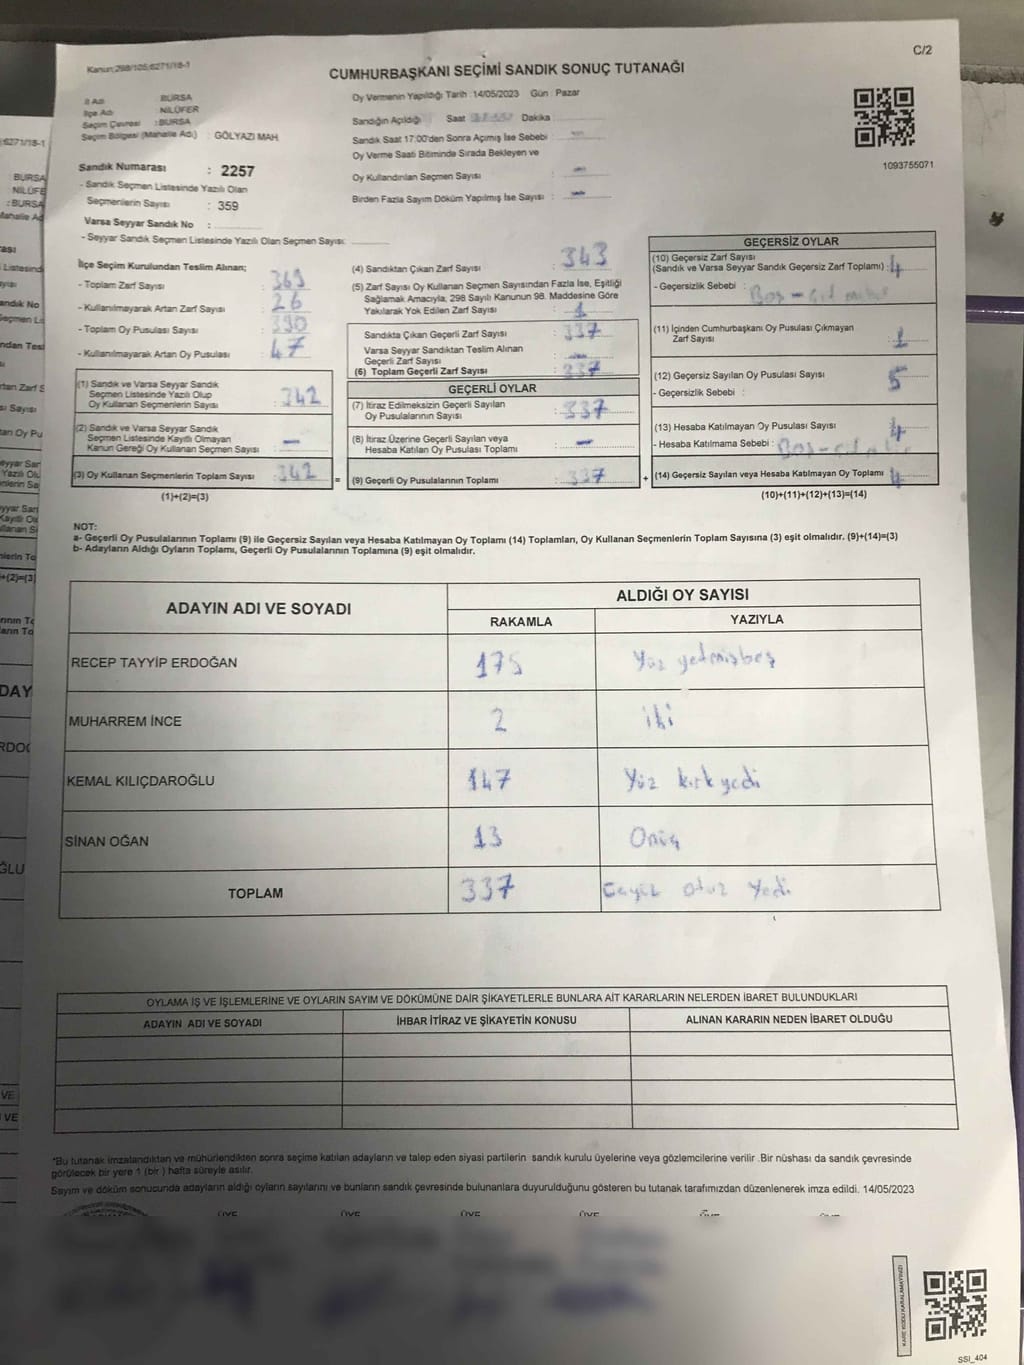 C/2
Kanun;298/105;6271/18-1
CUMHURBAŞKANI SEÇİMİ SANDIK SONUÇ TUTANAĞI
İl Adı BURSA
İlçe Adı NİLÜFER
Seçim Çevresi : BURSA
Seçim Bölgesi (Mahalle Adı) : GÖLYAZI MAH.
Sandık Numarası : 2257
- Sandık Seçmen Listesinde Yazılı Olan
Seçmenlerin Sayısı : 359
Varsa Seyyar Sandık No :
- Seyyar Sandık Seçmen Listesinde Yazılı Olan Seçmen Sayısı:
Oy Vermenin Yapıldığı Tarih : 14/05/2023 Gün : Pazar
Sandığın Açıldığı Saat Dakika
Sandık Saat 17:00'den Sonra Açımış İse Sebebi :
Oy Verme Saati Bitiminde Sırada Bekleyen ve
Oy Kullandırılan Seçmen Sayısı : —
Birden Fazla Sayım Döküm Yapılmış İse Sayısı : —
1093755071
İlçe Seçim Kurulundan Teslim Alınan;
- Toplam Zarf Sayısı : 369
- Kullanılmayarak Artan Zarf Sayısı : 26
- Toplam Oy Pusulası Sayısı : 390
- Kullanılmayarak Artan Oy Pusulası : 47
(1) Sandık ve Varsa Seyyar Sandık
Seçmen Listesinde Yazılı Olup
Oy Kullanan Seçmenlerin Sayısı : 342
(2) Sandık ve Varsa Seyyar Sandık
Seçmen Listesinde Kayıtlı Olmayan
Kanun Gereği Oy Kullanan Seçmen Sayısı : —
(3) Oy Kullanan Seçmenlerin Toplam Sayısı : 342
(1)+(2)=(3)
(4) Sandıktan Çıkan Zarf Sayısı : 343
(5) Zarf Sayısı Oy Kullanan Seçmen Sayısından Fazla İse, Eşitliği
Sağlamak Amacıyla, 298 Sayılı Kanunun 98. Maddesine Göre
Yakılarak Yok Edilen Zarf Sayısı : 1
Sandıkta Çıkan Geçerli Zarf Sayısı : 337
Varsa Seyyar Sandıktan Teslim Alınan
Geçerli Zarf Sayısı : —
(6) Toplam Geçerli Zarf Sayısı : 337
GEÇERLİ OYLAR
(7) İtiraz Edilmeksizin Geçerli Sayılan
Oy Pusulalarının Sayısı : 337
(8) İtiraz Üzerine Geçerli Sayılan veya
Hesaba Katılan Oy Pusulası Toplamı : —
(9) Geçerli Oy Pusulalarının Toplamı : 337
GEÇERSİZ OYLAR
(10) Geçersiz Zarf Sayısı
(Sandık ve Varsa Seyyar Sandık Geçersiz Zarf Toplamı) : 4
- Geçersizlik Sebebi : Boş
(11) İçinden Cumhurbaşkanı Oy Pusulası Çıkmayan
Zarf Sayısı : 1
(12) Geçersiz Sayılan Oy Pusulası Sayısı : 5
- Geçersizlik Sebebi :
(13) Hesaba Katılmayan Oy Pusulası Sayısı : 4
- Hesaba Katılmama Sebebi : Boş
(14) Geçersiz Sayılan veya Hesaba Katılmayan Oy Toplamı : 4
(10)+(11)+(12)+(13)=(14)
NOT:
a- Geçerli Oy Pusulalarının Toplamı (9) ile Geçersiz Sayılan veya Hesaba Katılmayan Oy Toplamı (14) Toplamları, Oy Kullanan Seçmenlerin Toplam Sayısına (3) eşit olmalıdır. (9)+(14)=(3)
b- Adayların Aldığı Oyların Toplamı, Geçerli Oy Pusulalarının Toplamına (9) eşit olmalıdır.
ADAYIN ADI VE SOYADI ALDIĞI OY SAYISI
RAKAMLA YAZIYLA
RECEP TAYYİP ERDOĞAN 175 Yüz yetmişbeş
MUHARREM İNCE 2 iki
KEMAL KILIÇDAROĞLU 147 Yüz kırkyedi
SİNAN OĞAN 13 Onüç
TOPLAM 337 otuz Yedi
OYLAMA İŞ VE İŞLEMLERİNE VE OYLARIN SAYIM VE DÖKÜMÜNE DAİR ŞİKAYETLERLE BUNLARA AİT KARARLARIN NELERDEN İBARET BULUNDUKLARI
ADAYIN ADI VE SOYADI İHBAR İTİRAZ VE ŞİKAYETİN KONUSU ALINAN KARARIN NEDEN İBARET OLDUĞU
*Bu tutanak imzalandıktan ve mühürlendikten sonra seçime katılan adayların ve talep eden siyasi partilerin sandık kurulu üyelerine veya gözlemcilerine verilir .Bir nüshası da sandık çevresinde
görülecek bir yere 1 (bir ) hafta süreyle asılır.
Sayım ve döküm sonucunda adayların aldığı oyların sayılarını ve bunların sandık çevresinde bulunanlara duyurulduğunu gösteren bu tutanak tarafımızdan düzenlenerek imza edildi. 14/05/2023
ÜYE ÜYE ÜYE ÜYE
KARE KODU KARALAMAYINIZ!
SSI_404